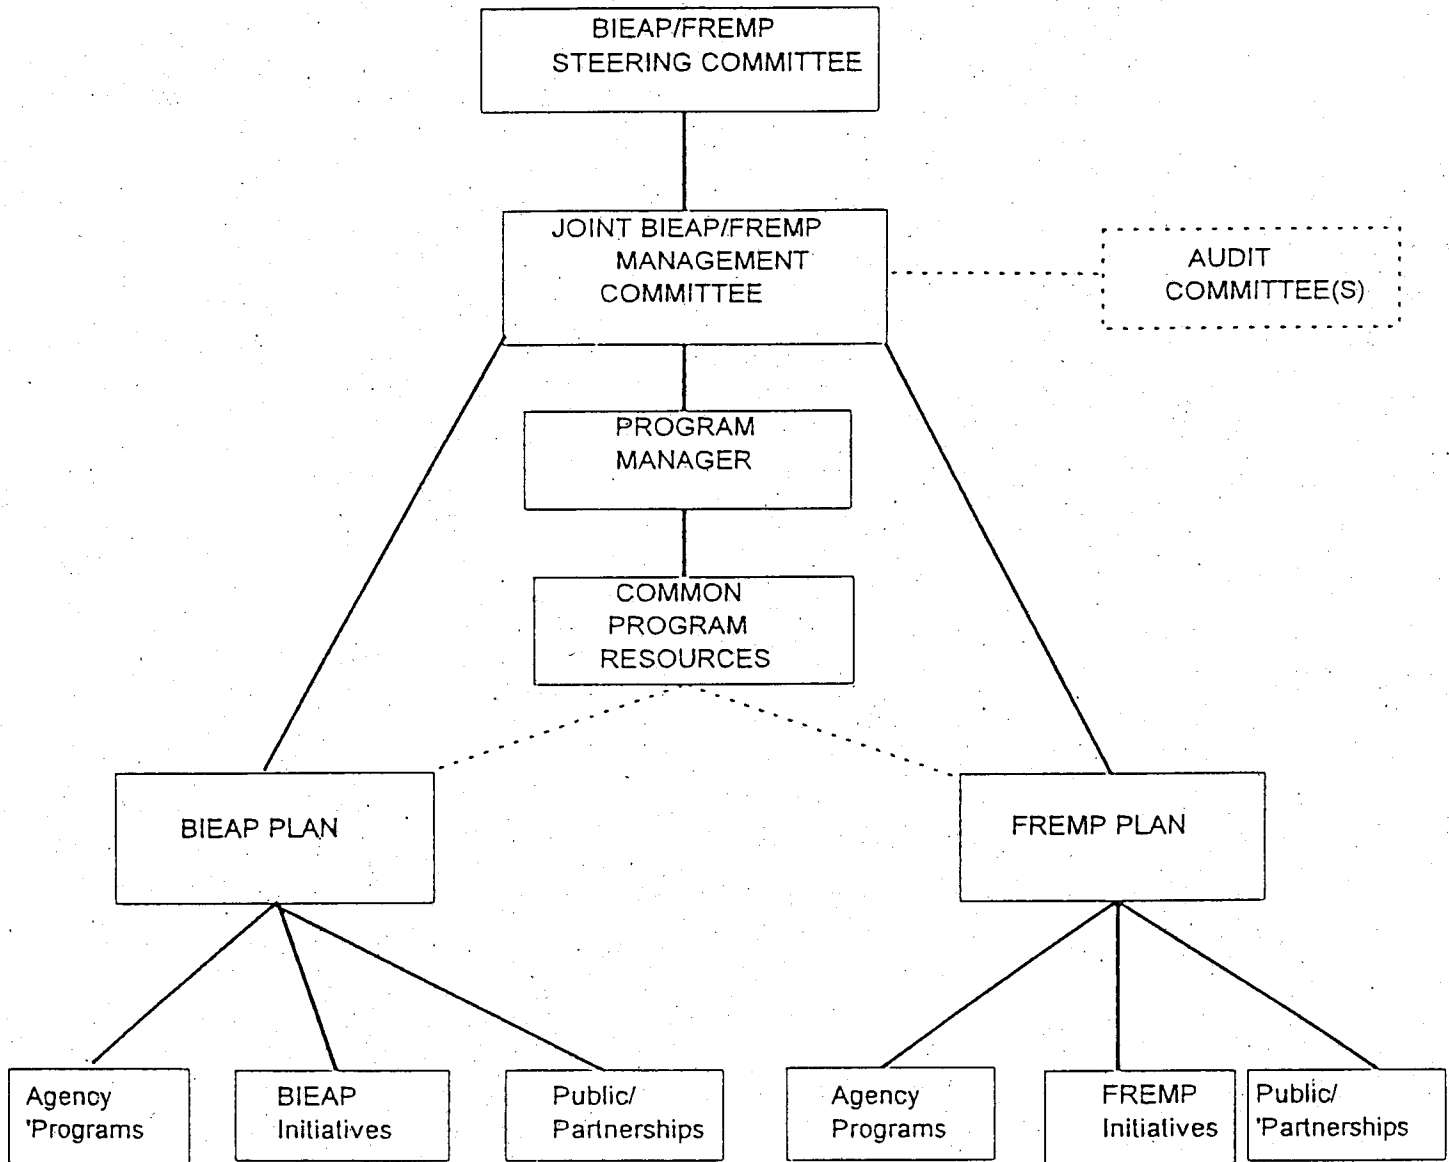 BIEAP/FREMP
STEERING COMMITTEE
JOINT BIEAP/FREMP
MANAGEMENT
COMMITTEE
AUDIT
COMMITTEE(S)
PROGRAM
MANAGER
COMMON
PROGRAM
RESOURCES
BIEAP PLAN
FREMP PLAN
Agency
'Programs
BIEAP
Initiatives
Public/
Partnerships
Agency
Programs
FREMP
Initiatives
Public/
'Partnerships